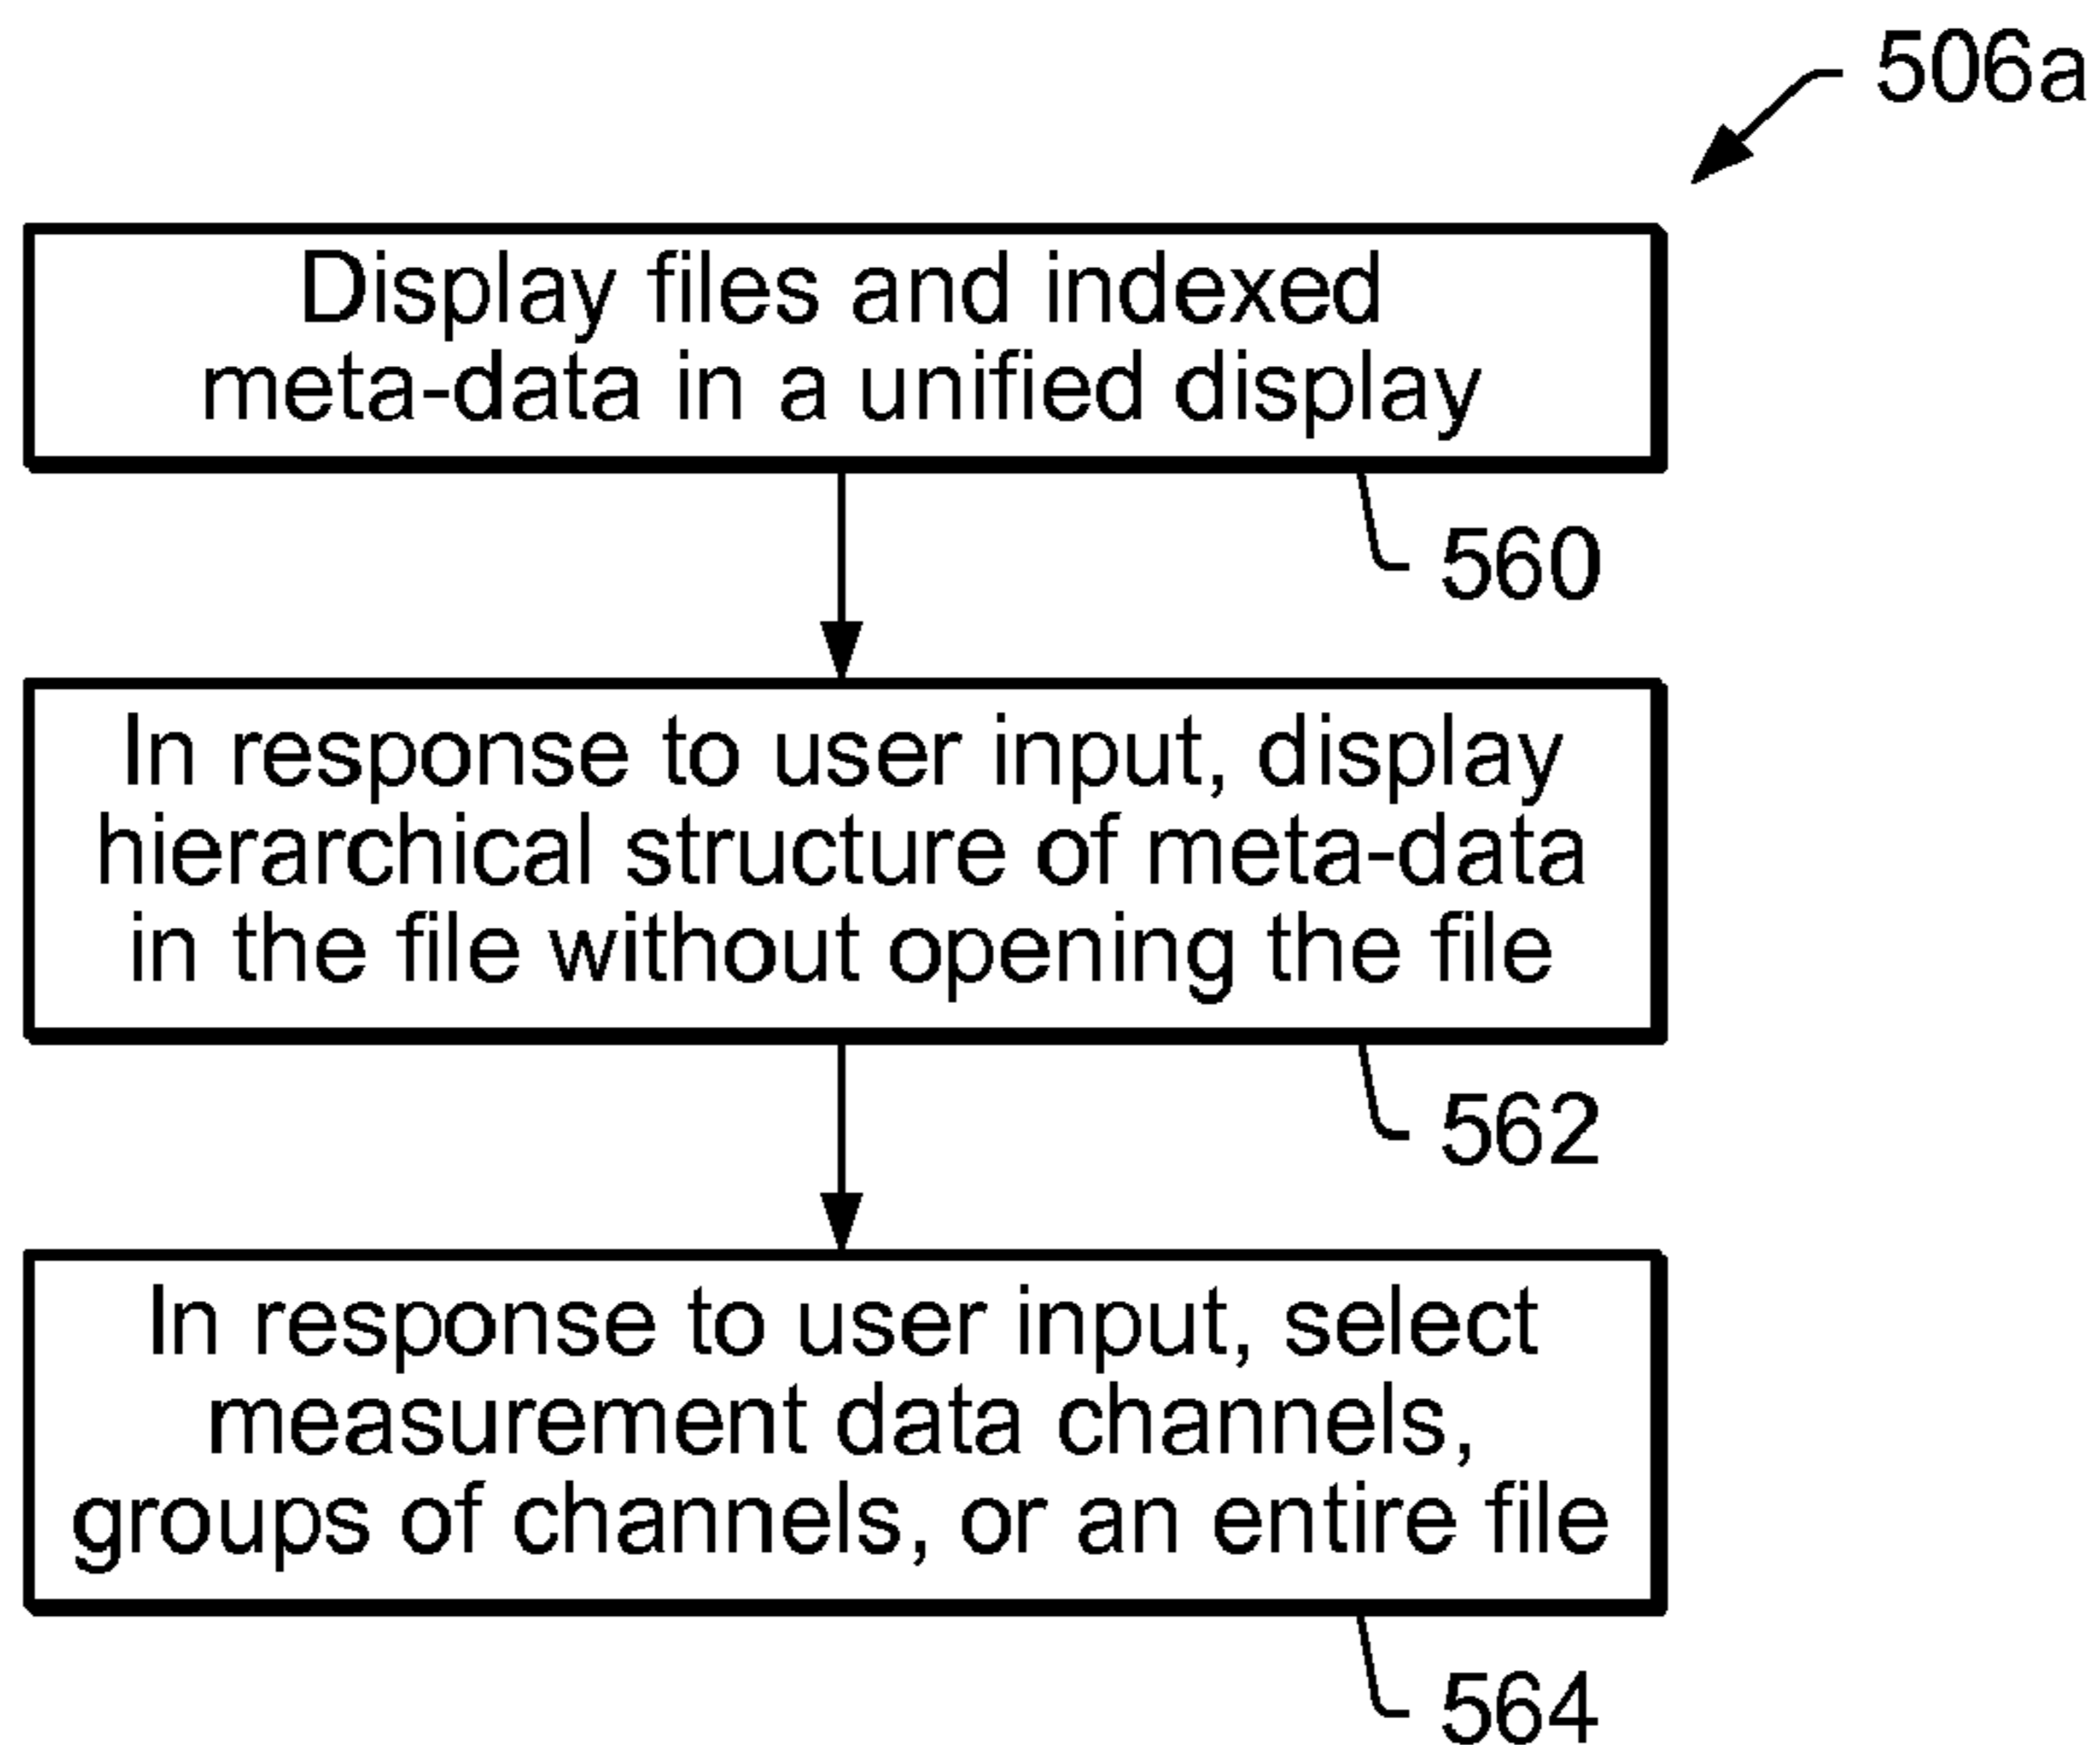 506a
Display files and indexed
meta-data in a unified display
560
In response to user input, display
hierarchical structure of meta-data
in the file without opening the file
562
In response to user input, select
measurement data channels,
groups of channels, or an entire file
564